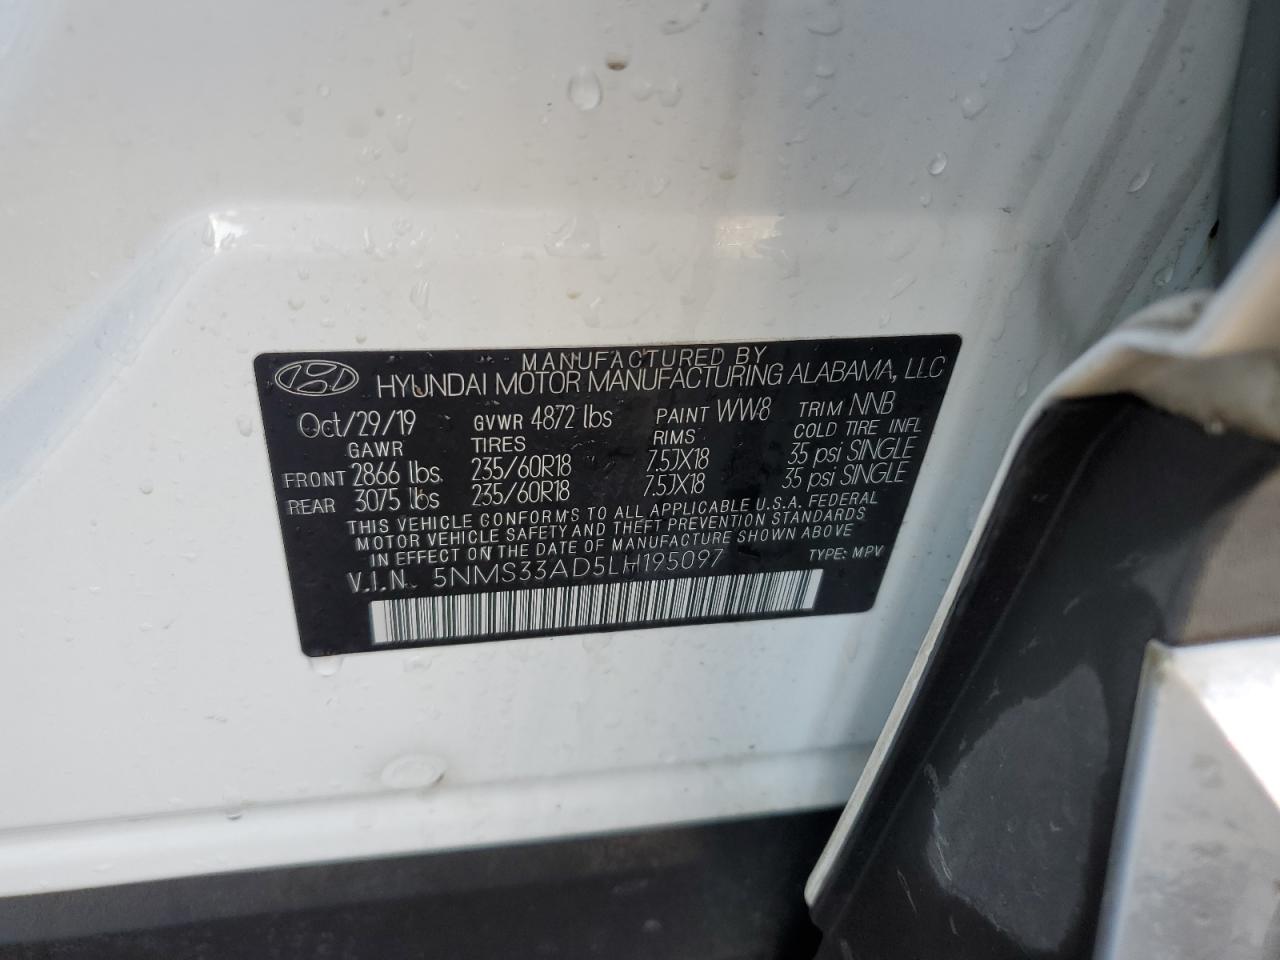 MANUFACTURED BY
HYUNDAI MOTOR MANUFACTURING ALABAMA, LLC
Oct/29/19 GVWR 4872 lbs PAINT WW8 TRIM NNB
GAWR TIRES RIMS COLD TIRE INFL
FRONT 2866 lbs. 235/60R18 7.5JX18 35 psi SINGLE
REAR 3075 lbs 235/60R18 7.5JX18 35 psi SINGLE
THIS VEHICLE CONFORMS TO ALL APPLICABLE U.S.A. FEDERAL
MOTOR VEHICLE SAFETY AND THEFT PREVENTION STANDARDS
IN EFFECT ON THE DATE OF MANUFACTURE SHOWN ABOVE
V.I.N. 5NMS33AD5LH195097 TYPE: MPV